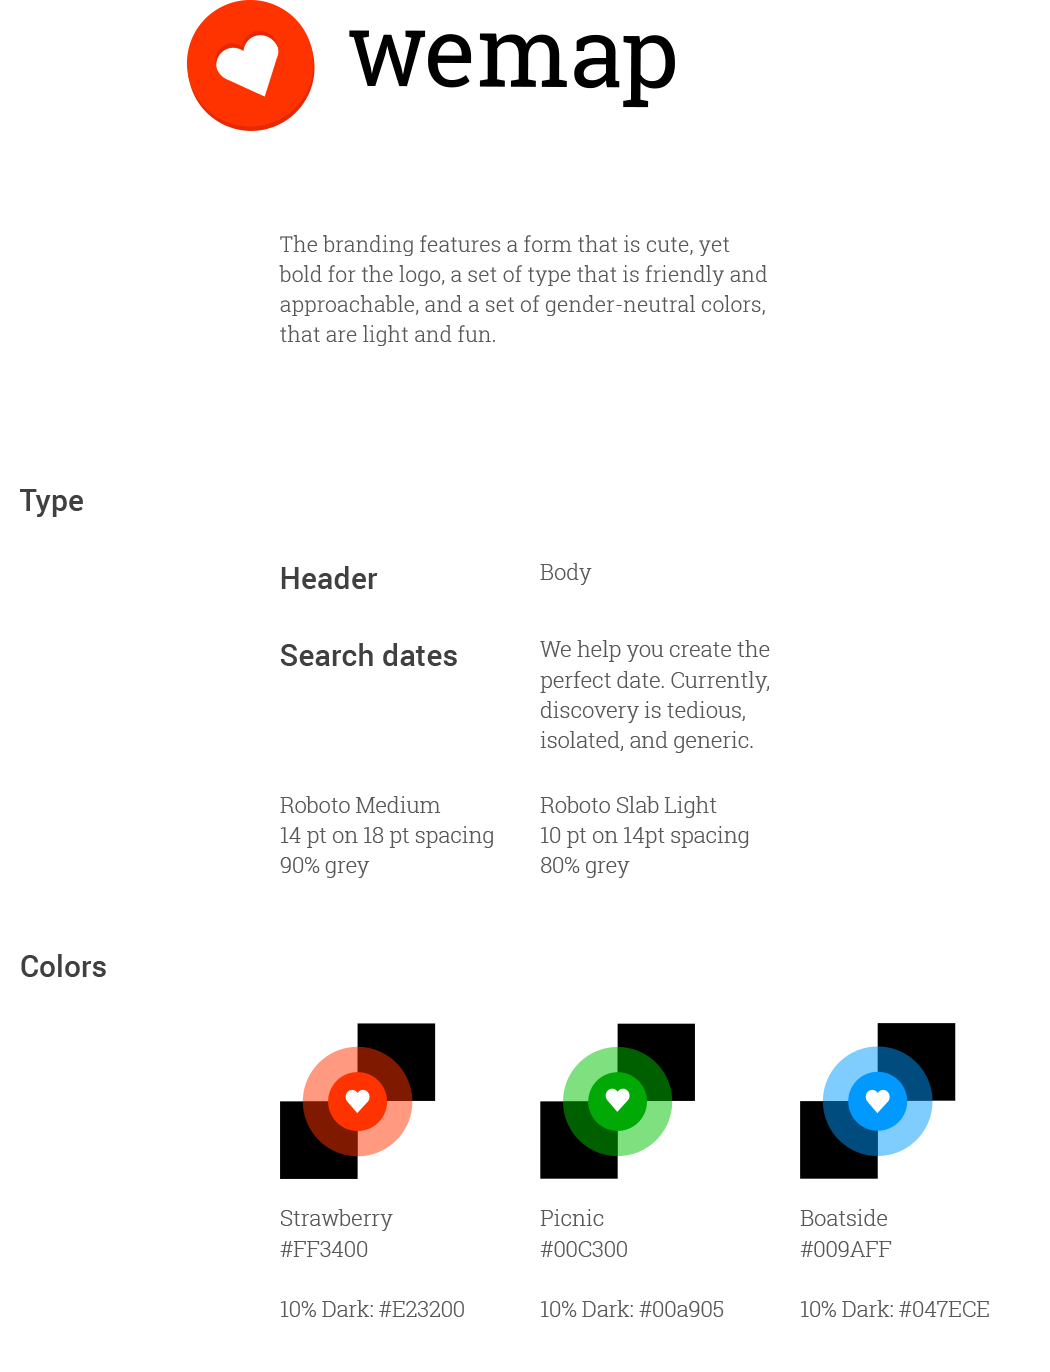 wemap
The branding features a form that is cute, yet
bold for the logo, a set of type that is friendly and
approachable, and a set of gender-neutral colors,
that are light and fun.
Type
Header
Body
Search dates
We help you create the
perfect date. Currently,
discovery is tedious,
isolated, and generic.
Roboto Medium
14 pt on 18 pt spacing
90% grey
Roboto Slab Light
10 pt on 14pt spacing
80% grey
Colors
Strawberry
#FF3400
10% Dark: #E23200
Picnic
#00C300
10% Dark: #00a905
Boatside
#009AFF
10% Dark: #047ECE